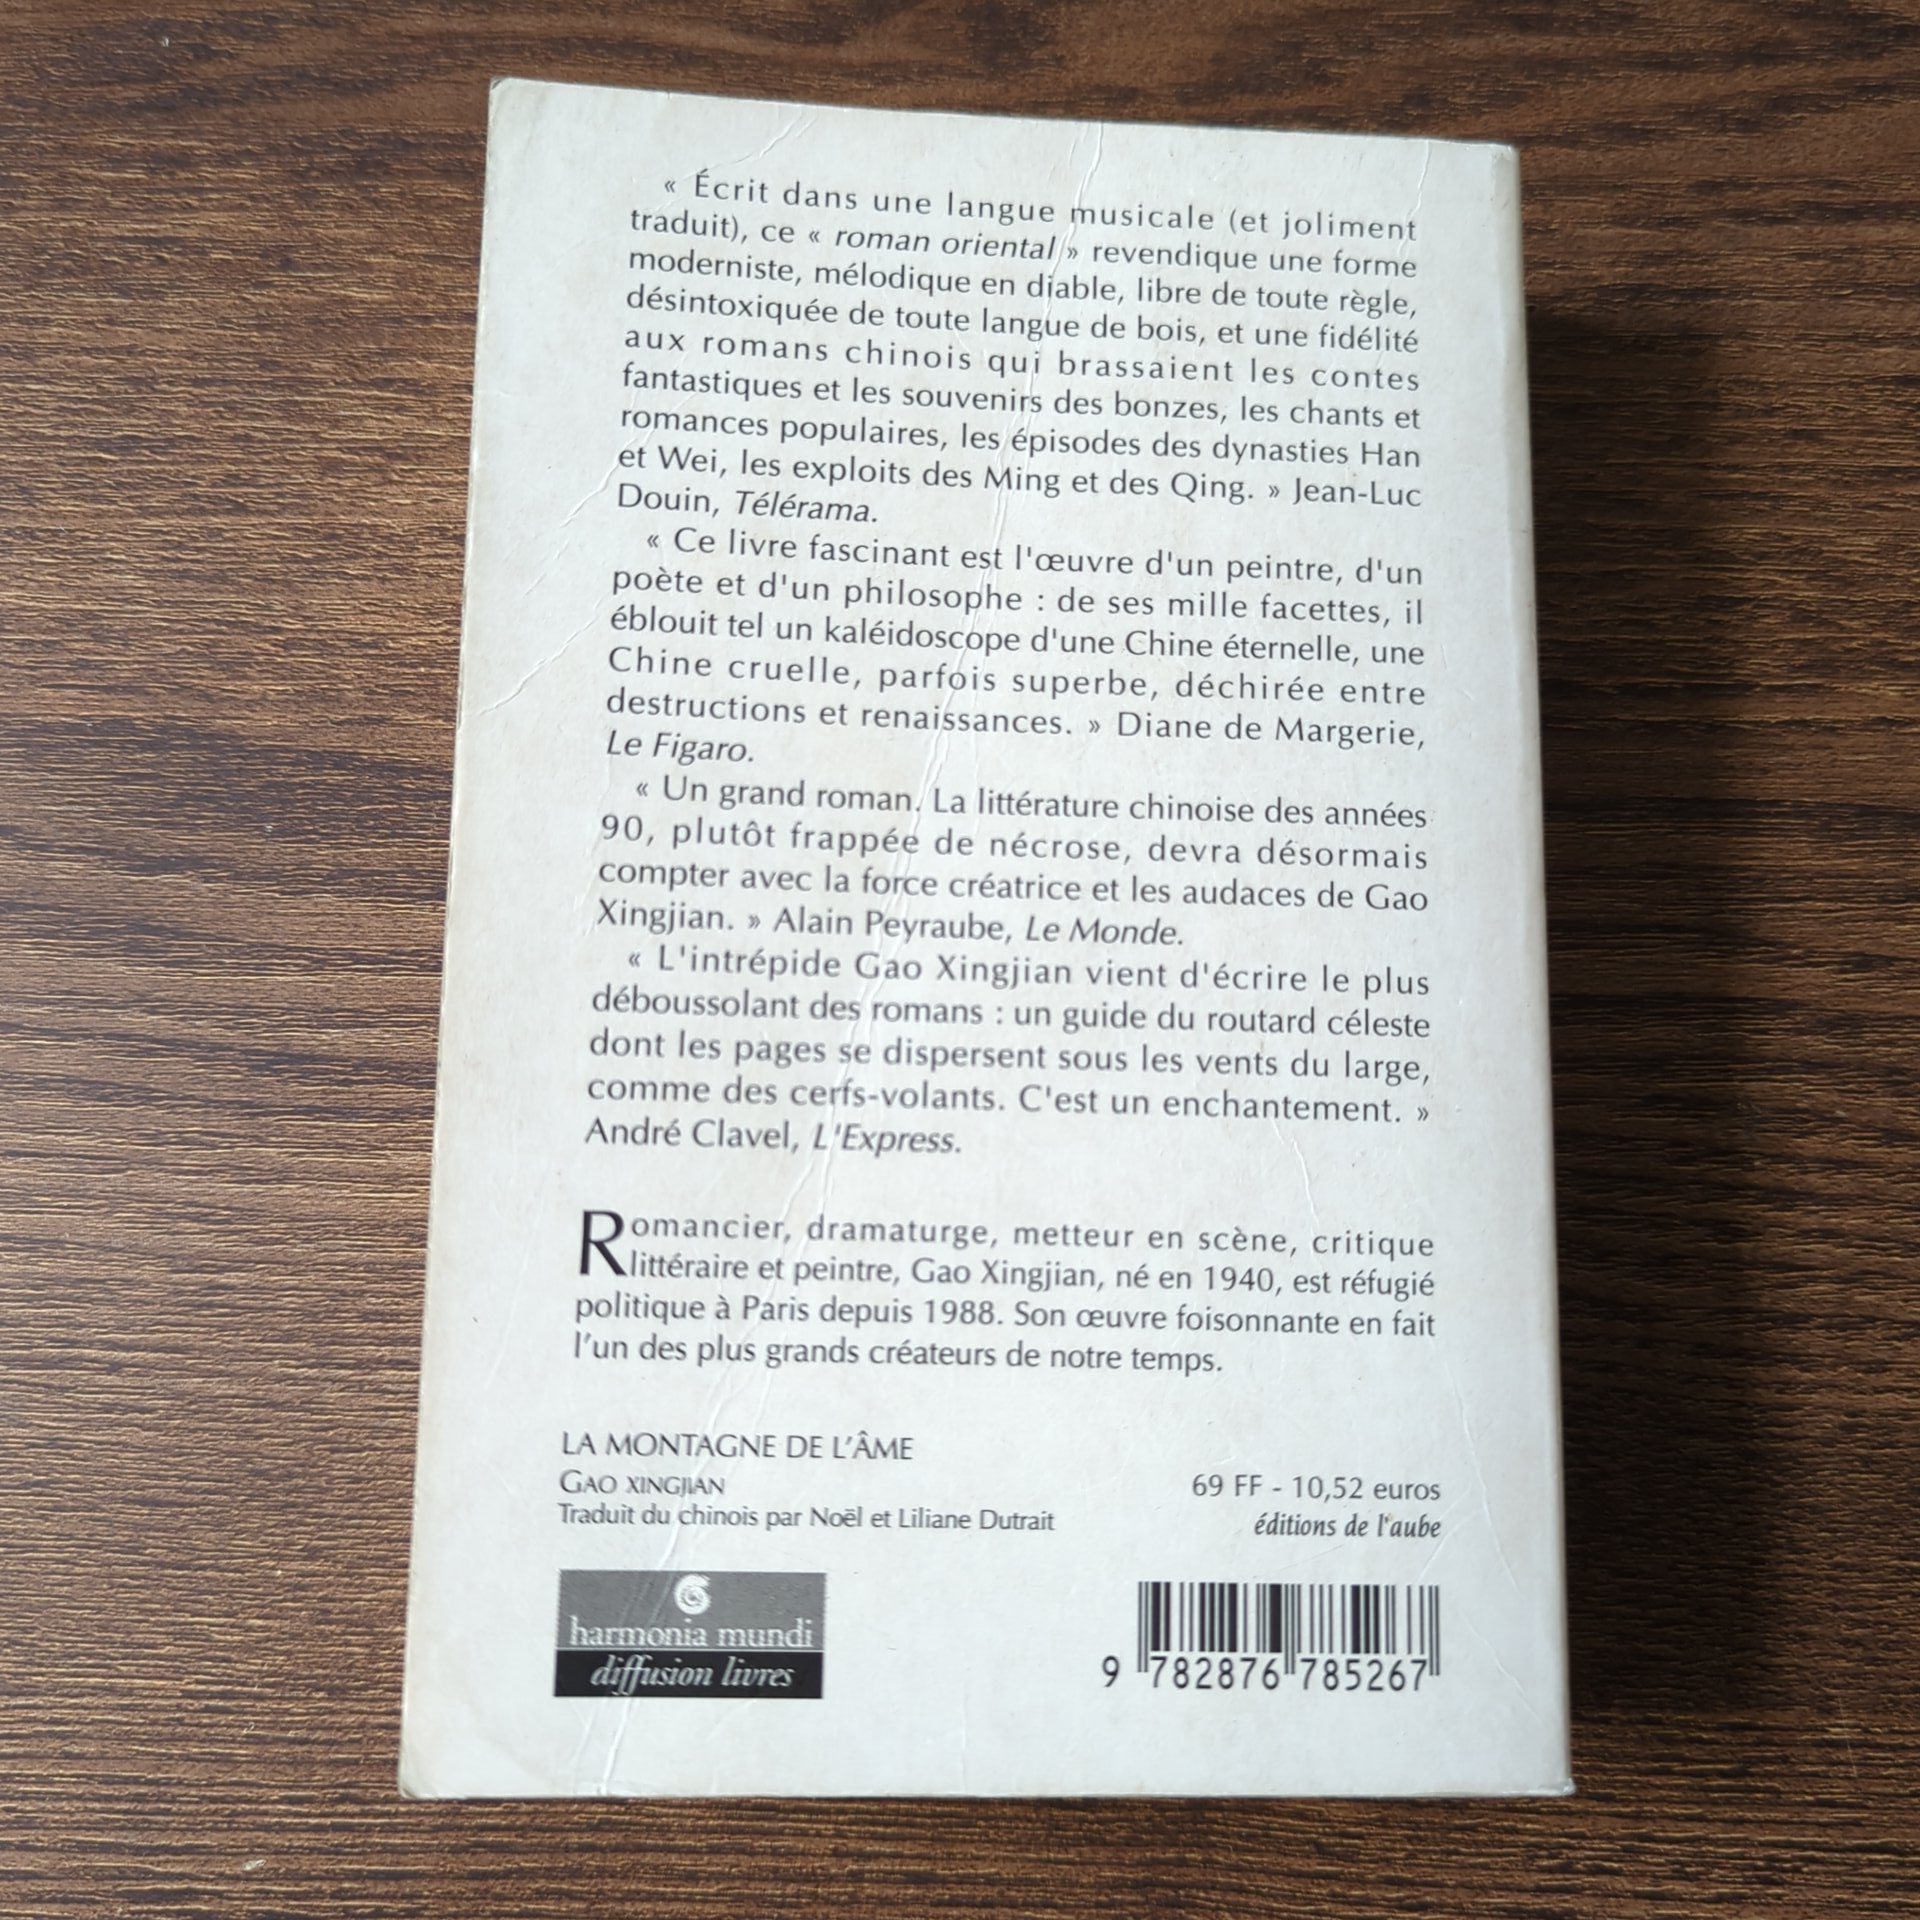 « Écrit dans une langue musicale (et joliment
traduit), ce « roman oriental » revendique une forme
moderniste, mélodique en diable, libre de toute règle,
désintoxiquée de toute langue de bois, et une fidélité
aux romans chinois qui brassaient les contes
fantastiques et les souvenirs des bonzes, les chants et
romances populaires, les épisodes des dynasties Han
et Wei, les exploits des Ming et des Qing. » Jean-Luc
Douin, Télérama.
« Ce livre fascinant est l'œuvre d'un peintre, d'un
poète et d'un philosophe : de ses mille facettes, il
éblouit tel un kaléidoscope d'une Chine éternelle, une
Chine cruelle, parfois superbe, déchirée entre
destructions et renaissances. » Diane de Margerie,
Le Figaro.
« Un grand roman. La littérature chinoise des années
90, plutôt frappée de nécrose, devra désormais
compter avec la force créatrice et les audaces de Gao
Xingjian. » Alain Peyraube, Le Monde.
« L'intrépide Gao Xingjian vient d'écrire le plus
déboussolant des romans : un guide du routard céleste
dont les pages se dispersent sous les vents du large,
comme des cerfs-volants. C'est un enchantement. »
André Clavel, L'Express.
Romancier, dramaturge, metteur en scène, critique
littéraire et peintre, Gao Xingjian, né en 1940, est réfugié
politique à Paris depuis 1988. Son œuvre foisonnante en fait
l’un des plus grands créateurs de notre temps.
LA MONTAGNE DE L’ÂME
GAO XINGJIAN
Traduit du chinois par Noël et Liliane Dutrait
69 FF - 10,52 euros
éditions de l'aube
harmonia mundi
diffusion livres
9 782876 785267